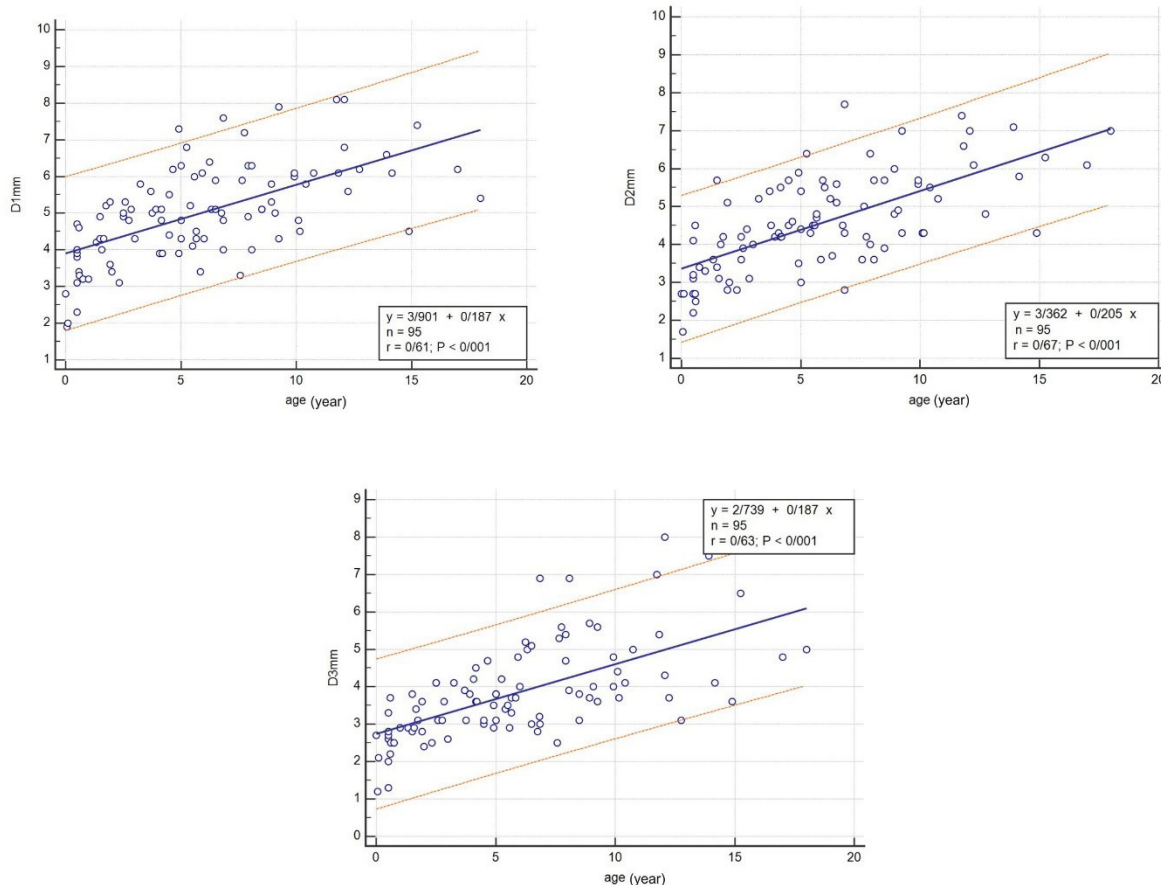 10
9
8
7
6
5
4
3
2
1
D1mm
0 5 10 15 20
age (year)
y = 3/901 + 0/187 x
n = 95
r = 0/61; P < 0/001
10
9
8
7
6
5
4
3
2
1
D2mm
0 5 10 15 20
age (year)
y = 3/362 + 0/205 x
n = 95
r = 0/67; P < 0/001
9
8
7
6
5
4
3
2
1
0
D3mm
0 5 10 15 20
age (year)
y = 2/739 + 0/187 x
n = 95
r = 0/63; P < 0/001